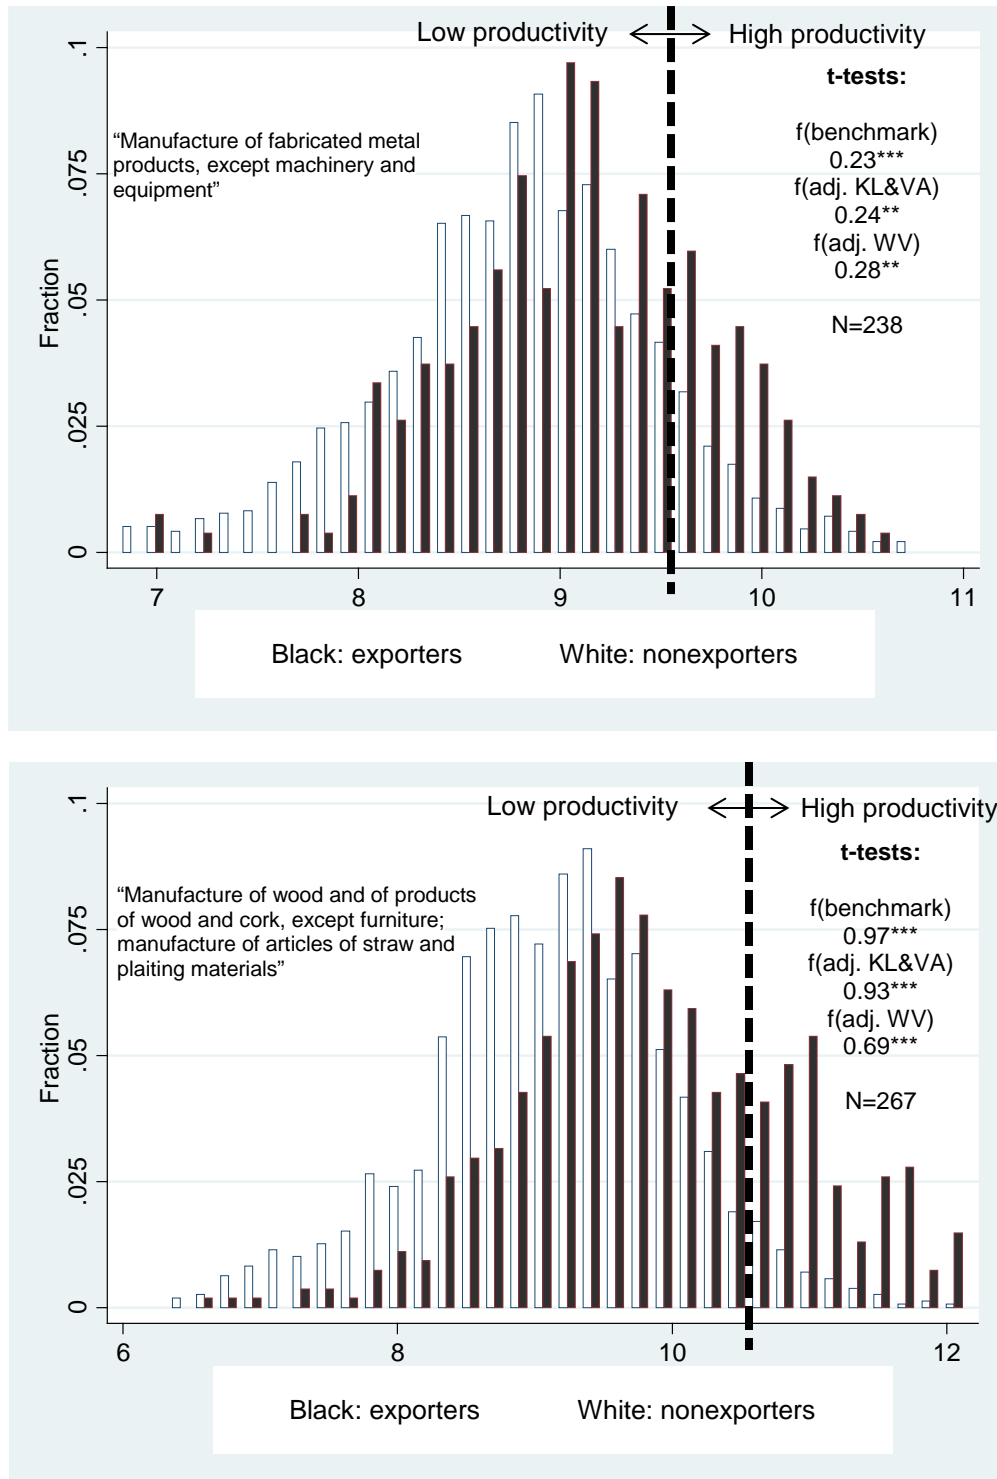 Low productivity
High productivity
t-tests:
“Manufacture of fabricated metal
products, except machinery and
equipment”
f(benchmark)
0.23***
f(adj. KL&VA)
0.24**
f(adj. WV)
0.28**
N=238
Fraction
.1
.075
.05
.025
0
7 8 9 10 11
Black: exporters White: nonexporters
Low productivity
High productivity
t-tests:
“Manufacture of wood and of products
of wood and cork, except furniture;
manufacture of articles of straw and
plaiting materials”
f(benchmark)
0.97***
f(adj. KL&VA)
0.93***
f(adj. WV)
0.69***
N=267
Fraction
.1
.075
.05
.025
0
6 8 10 12
Black: exporters White: nonexporters